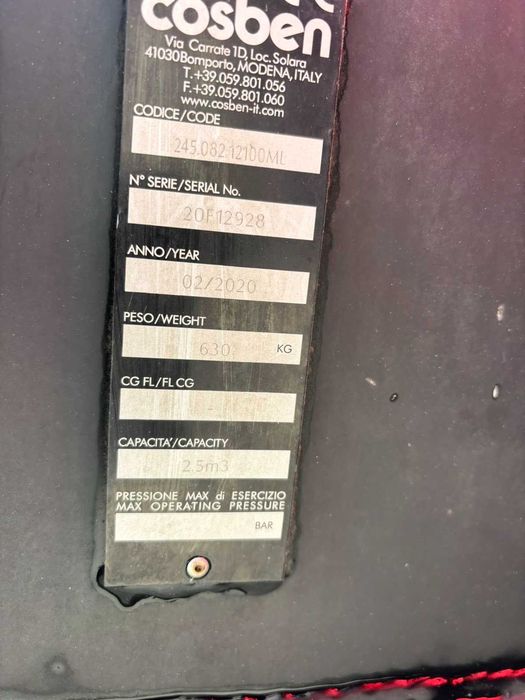 cosben
Via Carrate 1D, Loc. Solara
41030Bomporto, MODENA, ITALY
T.+39.059.801.056
F.+39.059.801.060
www.cosben-it.com
CODICE/CODE
245.082.12100ML
N° SERIE/SERIAL No.
20F12928
ANNO/YEAR
02/2020
PESO/WEIGHT
630 KG
CG FL/FL CG
-
CAPACITA'/CAPACITY
2.5m3
PRESSIONE MAX di ESERCIZIO
MAX OPERATING PRESSURE
BAR